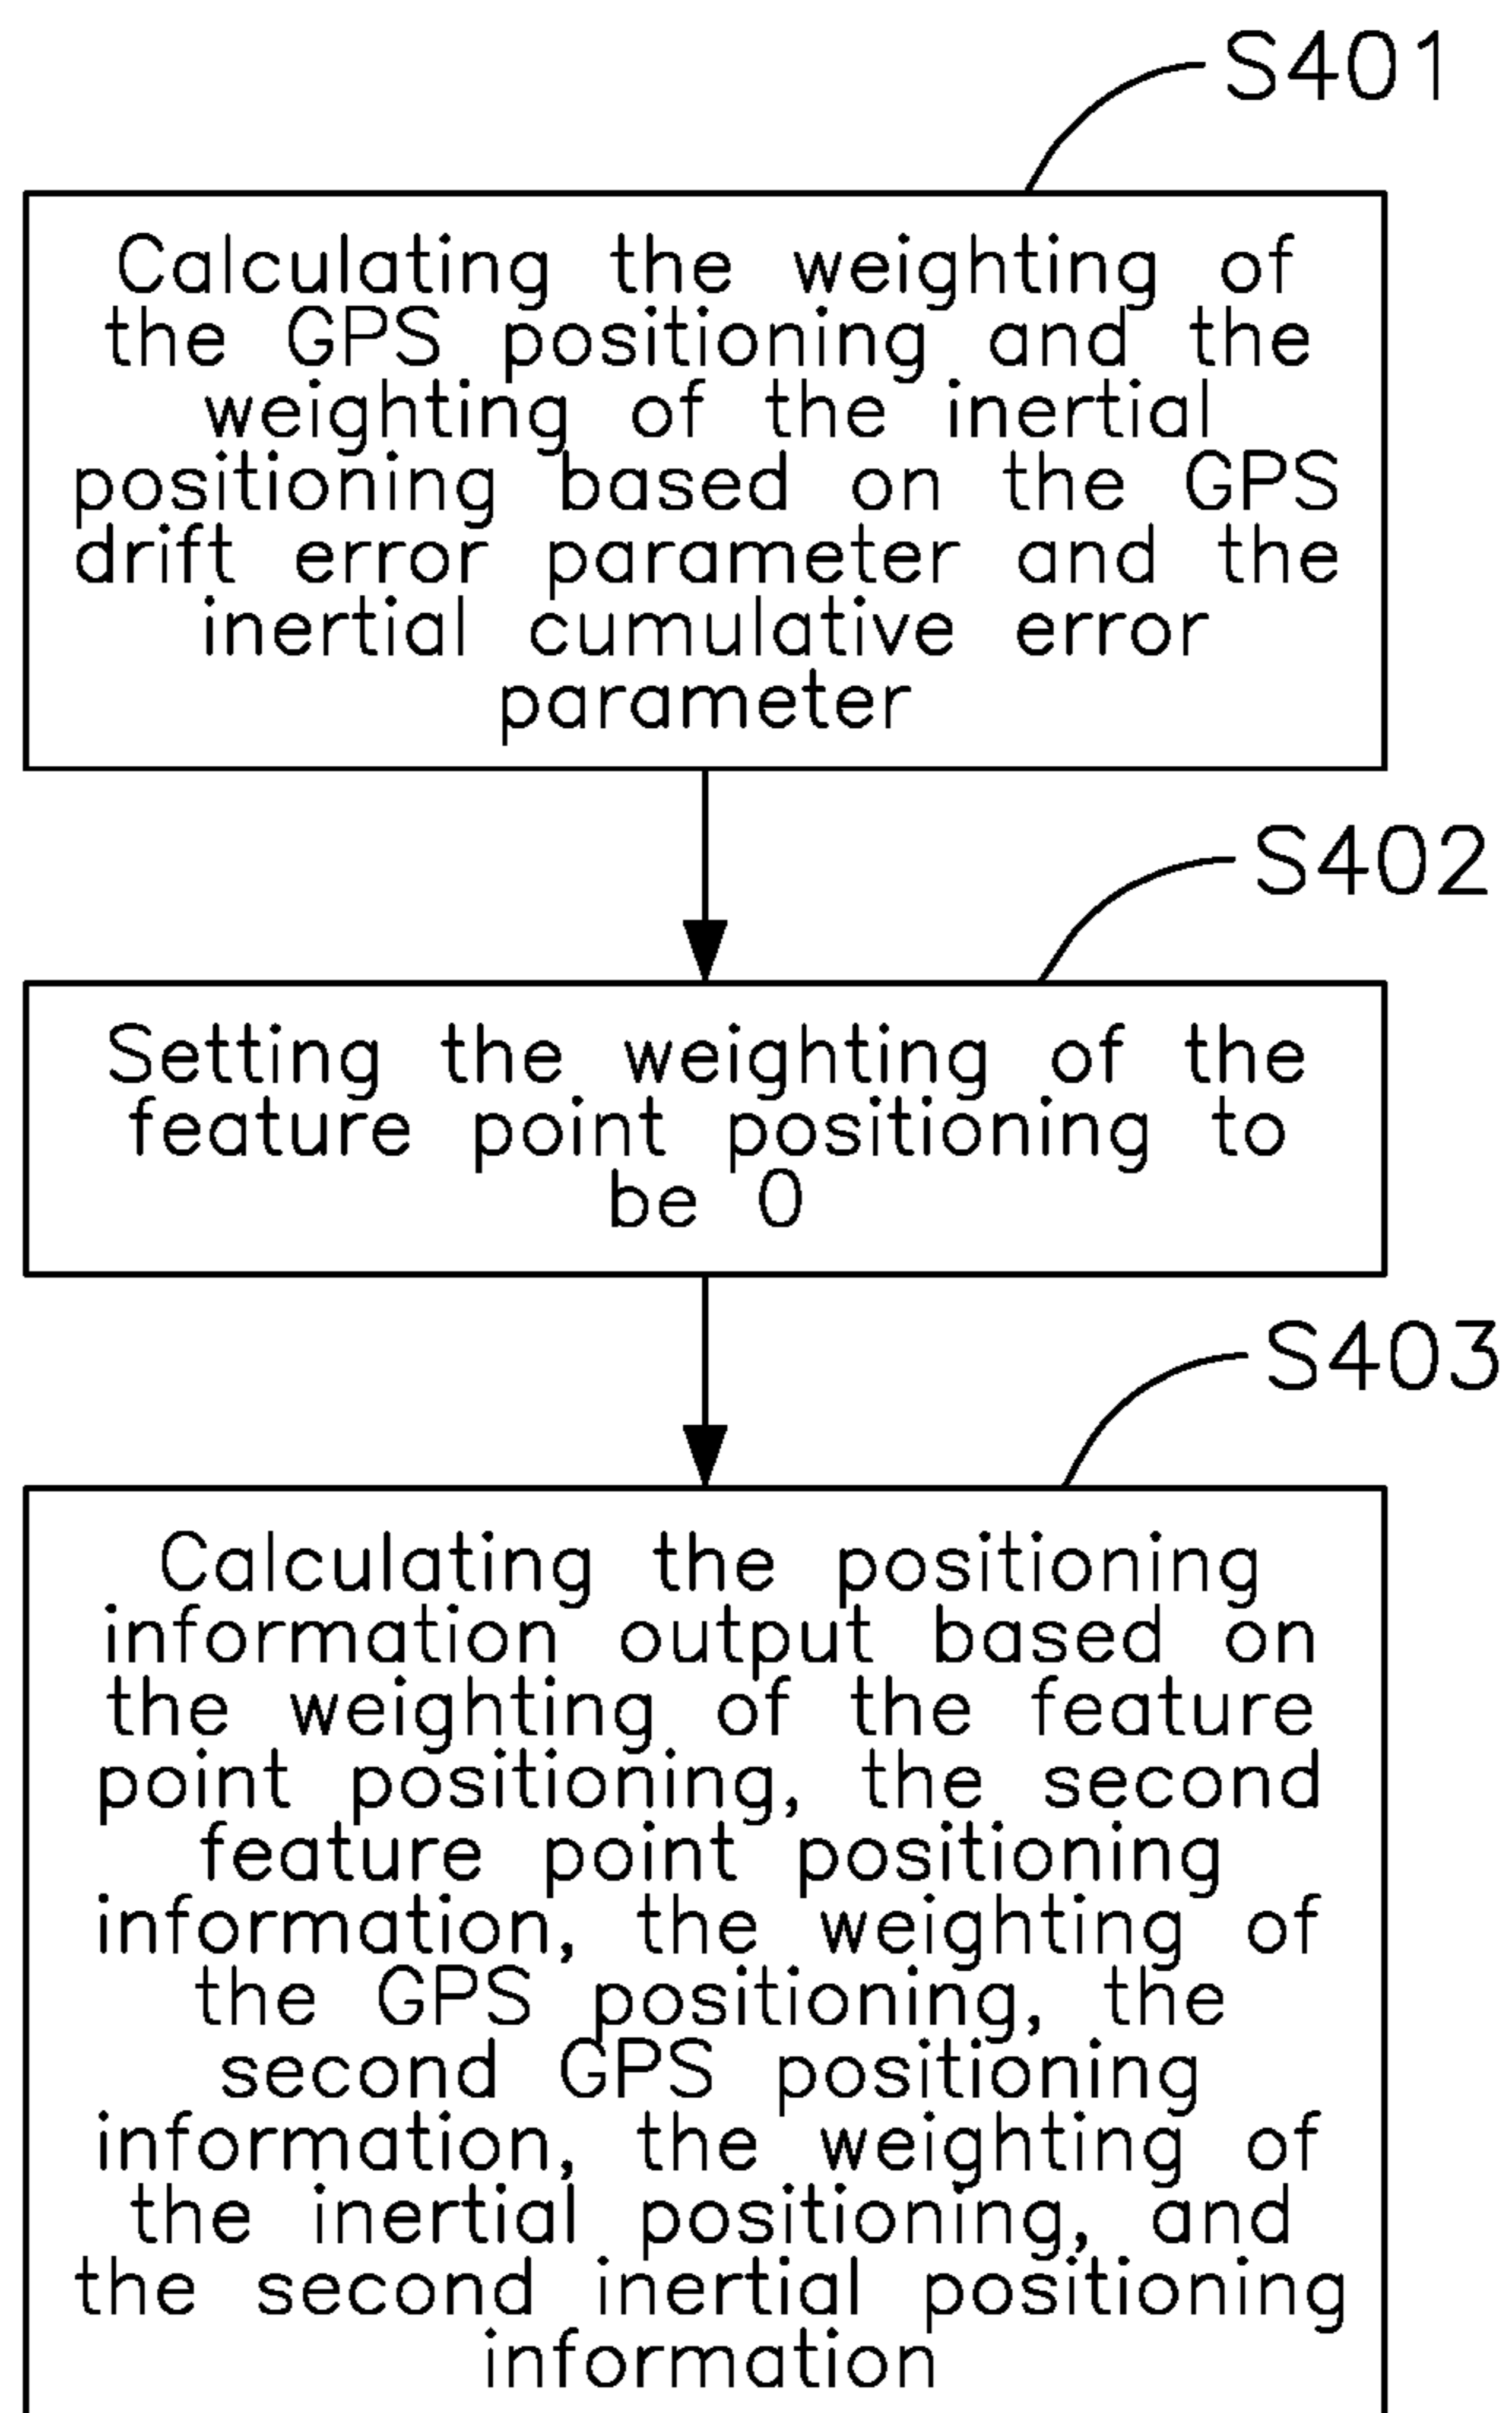 S401
Calculating the weighting of
the GPS positioning and the
weighting of the inertial
positioning based on the GPS
drift error parameter and the
inertial cumulative error
parameter
S402
Setting the weighting of the
feature point positioning to
be 0
S403
Calculating the positioning
information output based on
the weighting of the feature
point positioning, the second
feature point positioning
information, the weighting of
the GPS positioning, the
second GPS positioning
information, the weighting of
the inertial positioning, and
the second inertial positioning
information